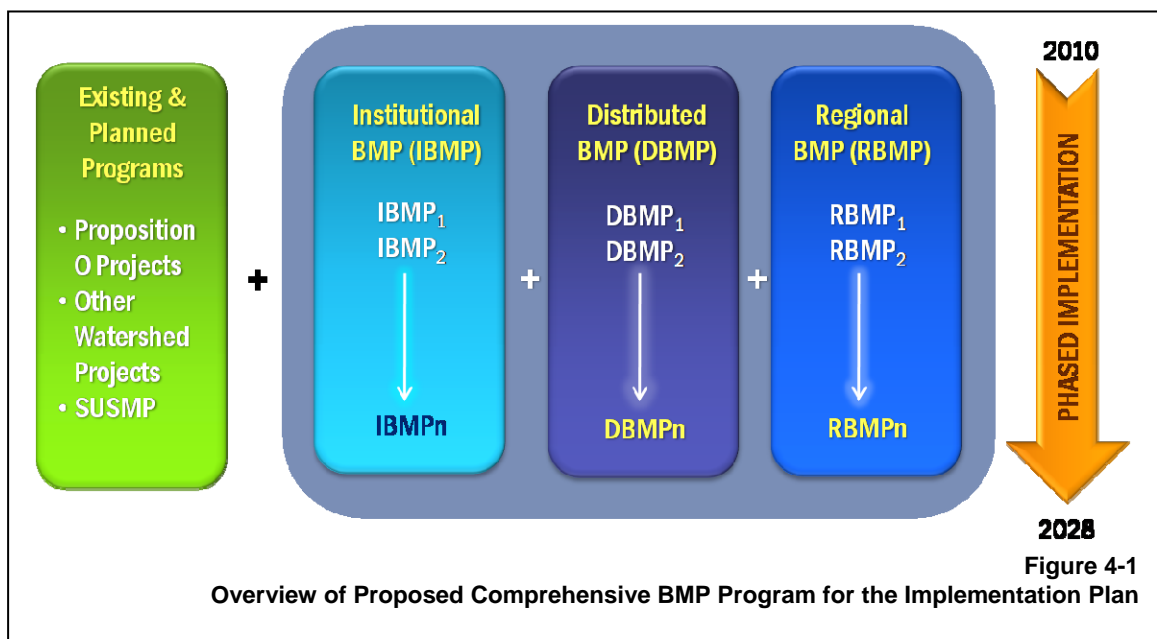 Existing &
Planned
Programs
• Proposition
O Projects
• Other
Watershed
Projects
• SUSMP
+
Institutional
BMP (IBMP)
IBMP₁
IBMP₂
IBMPn
+
Distributed
BMP (DBMP)
DBMP₁
DBMP₂
DBMPn
+
Regional
BMP (RBMP)
RBMP₁
RBMP₂
RBMPn
2010
PHASED IMPLEMENTATION
Figure 4-1
Overview of Proposed Comprehensive BMP Program for the Implementation Plan